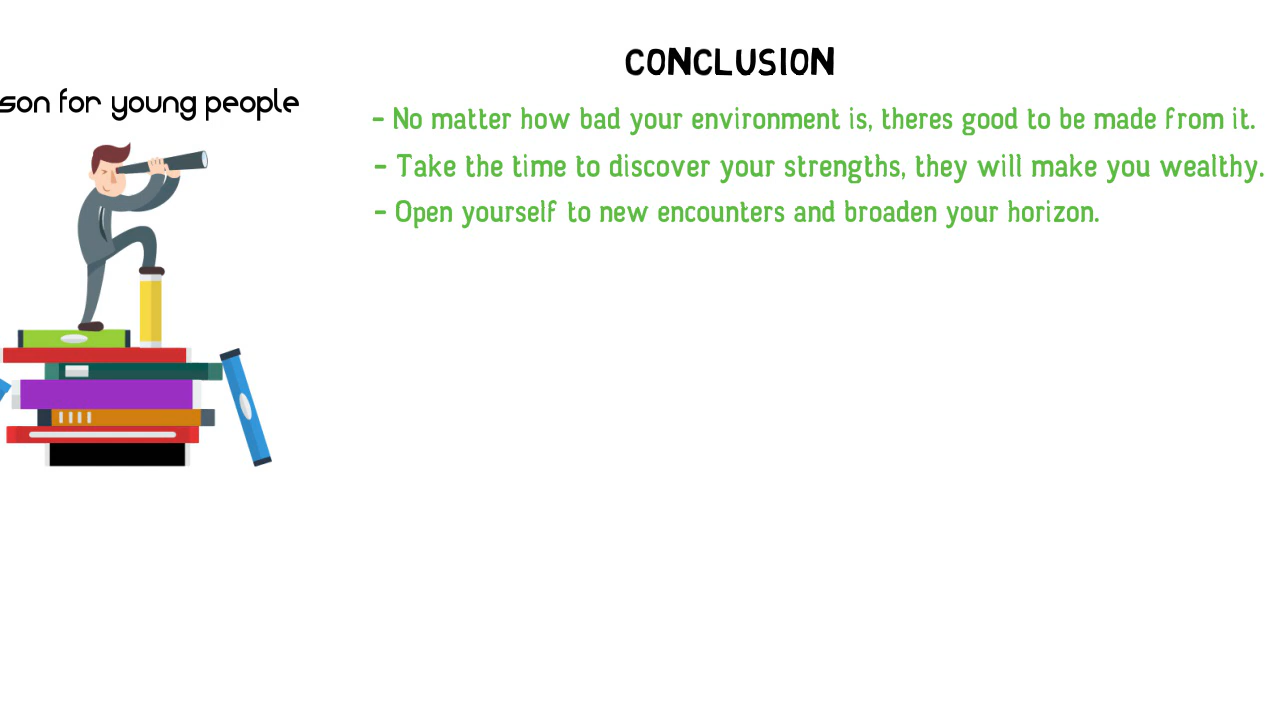 CONCLUSION
son for young people
- No matter how bad your environment is, theres good to be made from it.
- Take the time to discover your strengths, they will make you wealthy.
- Open yourself to new encounters and broaden your horizon.